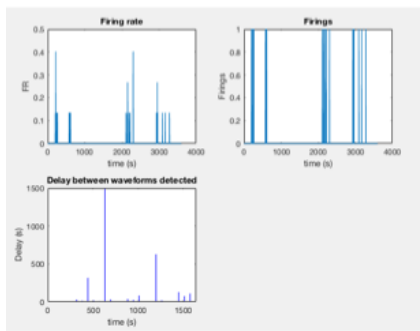 Firing rate
0.5
0.4
0.3
0.2
0.1
0
FR
0 1000 2000 3000 4000
time (s)
Firings
1
0.8
0.6
0.4
0.2
0
Firings
0 1000 2000 3000 4000
time (s)
Delay between waveforms detected
1500
1000
500
0
Delay (s)
0 500 1000 1500
time (s)